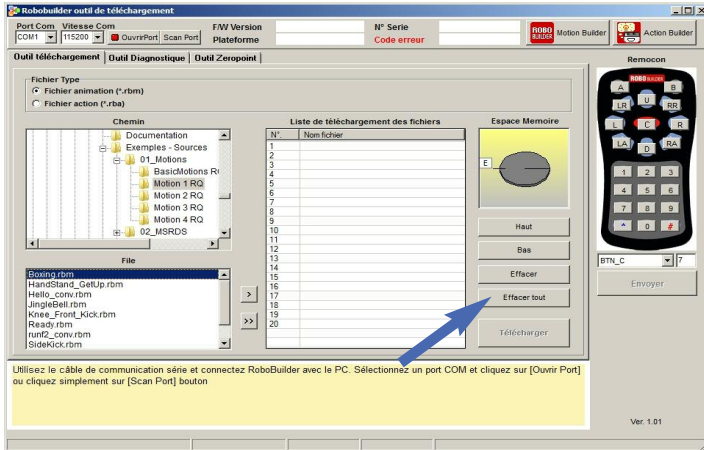 Robobuilder outil de téléchargement
Port Com Vitesse Com F/W Version N° Serie
COM1 115200 OuvrirPort Scan Port Plateforme Code erreur
ROBO BUILDER Motion Builder Action Builder
Outil téléchargement Outil Diagnostique Outil Zeropoint
Remocon
Fichier Type
Fichier animation (*.rbm)
Fichier action (*.rba)
Chemin
Documentation
Exemples - Sources
01_Motions
BasicMotions R
Motion 1 RQ
Motion 2 RQ
Motion 3 RQ
Motion 4 RQ
02_MSRDS
File
Boxing.rbm
HandStand_GetUp.rbm
Hello_conv.rbm
JingleBell.rbm
Knee_Front_Kick.rbm
Ready.rbm
runf2_conv.rbm
SideKick.rbm
>
>>
Liste de télèchargement des fichiers
N°. Nom fichier
1
2
3
4
5
6
7
8
9
10
11
12
13
14
15
16
17
18
19
20
Espace Memoire
E
Haut
Bas
Effacer
Effacer tout
Télécharger
ROBO BUILDER
A B
LR U RR
L C R
LA D RA
1 2 3
4 5 6
7 8 9
* 0 #
BTN_C 7
Envoyer
Utilisez le câble de communication série et connectez RoboBuilder avec le PC. Sélectionnez un port COM et cliquez sur [Ouvrir Port]
ou cliquez simplement sur [Scan Port] bouton
Ver. 1.01